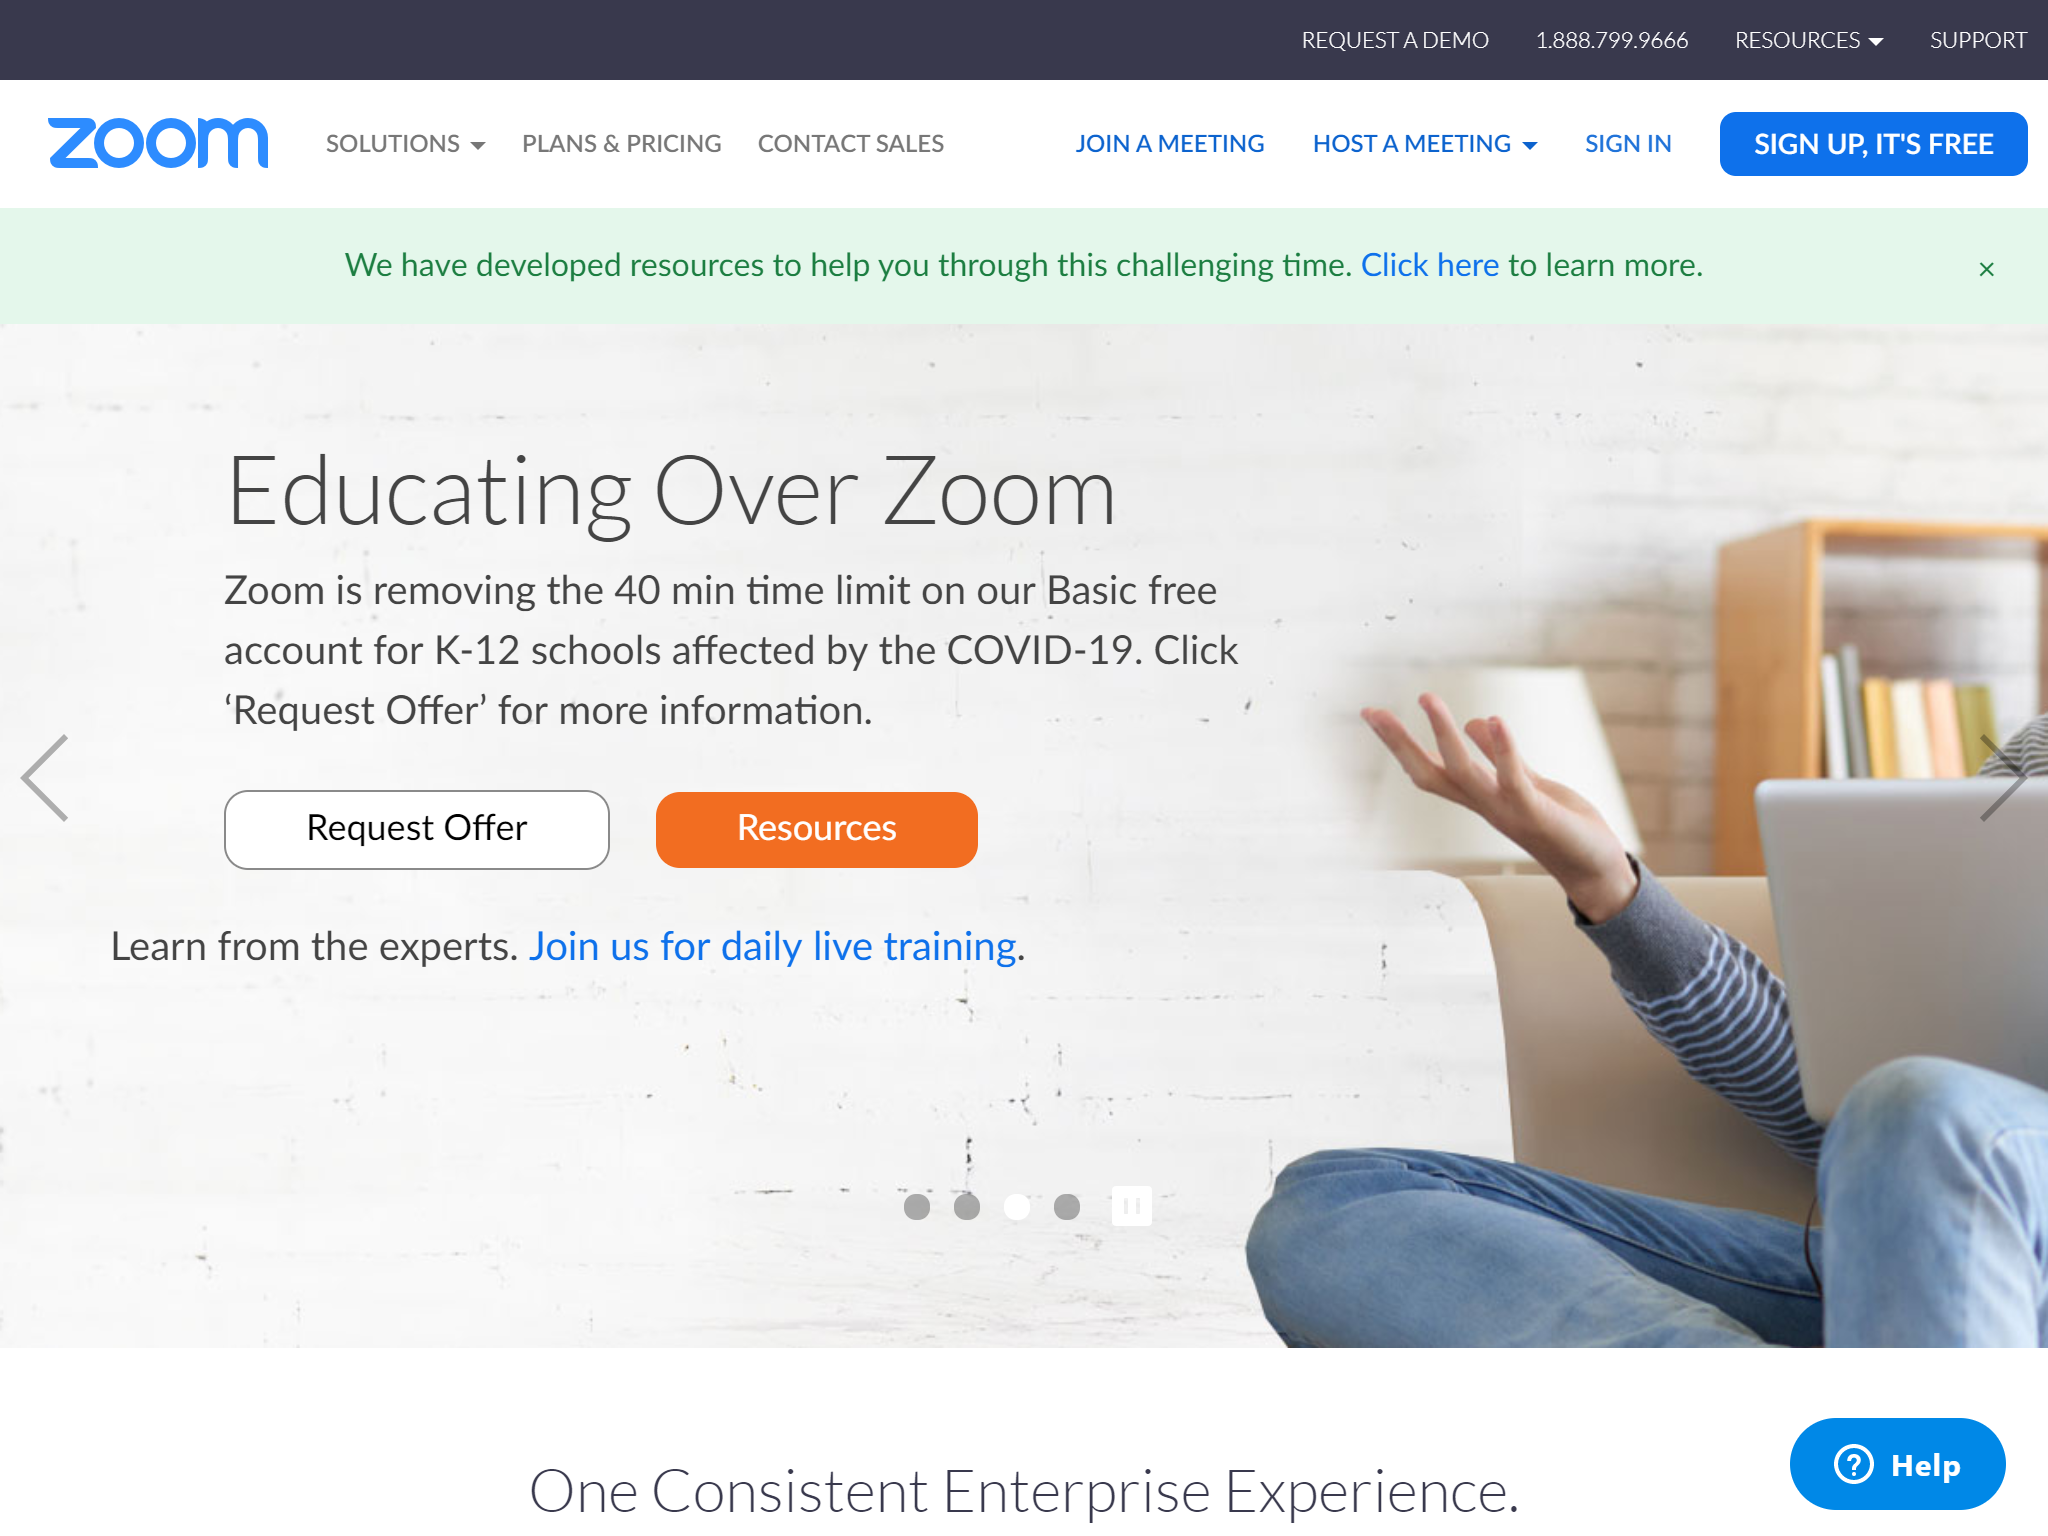 REQUEST A DEMO 1.888.799.9666 RESOURCES SUPPORT
zoom SOLUTIONS PLANS & PRICING CONTACT SALES JOIN A MEETING HOST A MEETING SIGN IN SIGN UP, IT'S FREE
We have developed resources to help you through this challenging time. Click here to learn more. ×
Educating Over Zoom
Zoom is removing the 40 min time limit on our Basic free
account for K-12 schools affected by the COVID-19. Click
‘Request Offer’ for more information.
Request Offer Resources
Learn from the experts. Join us for daily live training.
One Consistent Enterprise Experience.
? Help